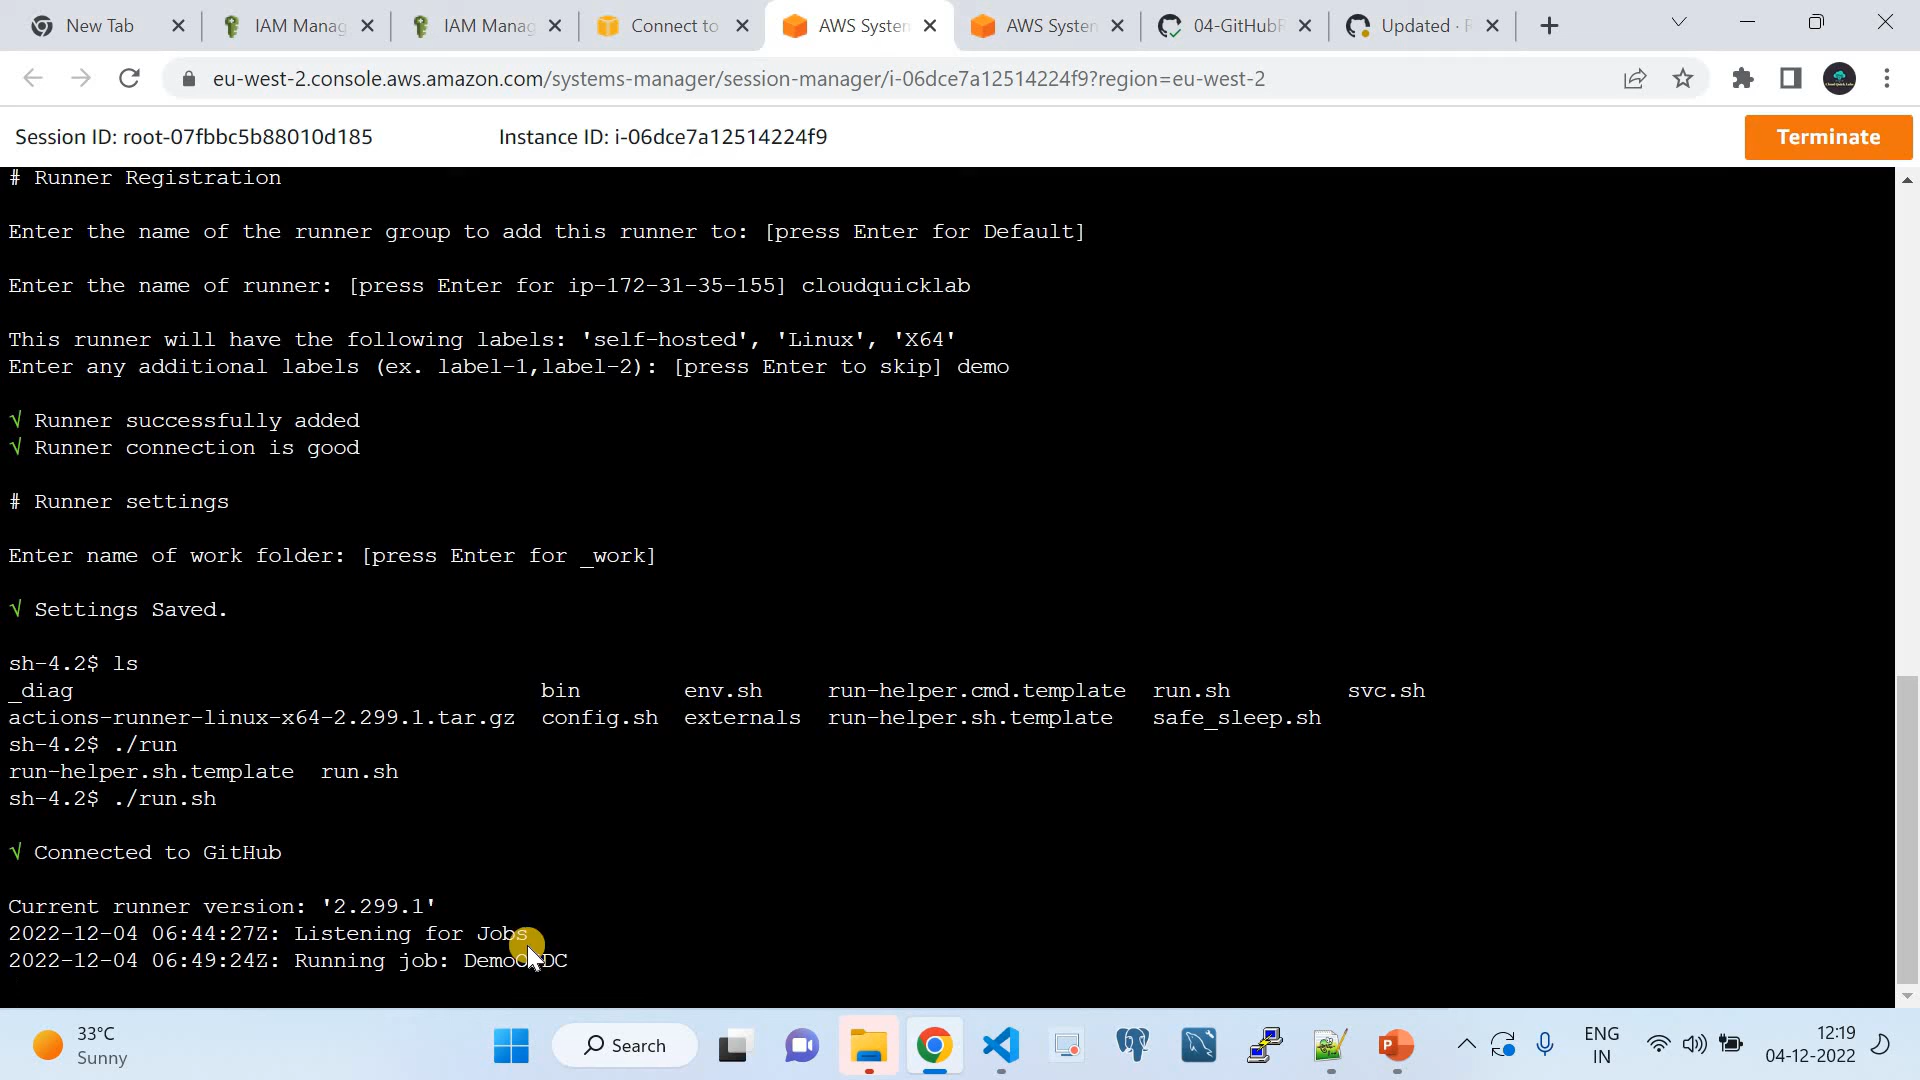 New Tab
IAM Manag
IAM Manag
Connect to
AWS System
AWS System
04-GitHubR
Updated · R
eu-west-2.console.aws.amazon.com/systems-manager/session-manager/i-06dce7a12514224f9?region=eu-west-2
Session ID: root-07fbbc5b88010d185
Instance ID: i-06dce7a12514224f9
Terminate
# Runner Registration
Enter the name of the runner group to add this runner to: [press Enter for Default]
Enter the name of runner: [press Enter for ip-172-31-35-155] cloudquicklab
This runner will have the following labels: 'self-hosted', 'Linux', 'X64'
Enter any additional labels (ex. label-1,label-2): [press Enter to skip] demo
√ Runner successfully added
√ Runner connection is good
# Runner settings
Enter name of work folder: [press Enter for _work]
√ Settings Saved.
sh-4.2$ ls
_diag bin env.sh run-helper.cmd.template run.sh svc.sh
actions-runner-linux-x64-2.299.1.tar.gz config.sh externals run-helper.sh.template safe_sleep.sh
sh-4.2$ ./run
run-helper.sh.template run.sh
sh-4.2$ ./run.sh
√ Connected to GitHub
Current runner version: '2.299.1'
2022-12-04 06:44:27Z: Listening for Jobs
2022-12-04 06:49:24Z: Running job:
33°C
Sunny
Search
ENG
IN
12:19
04-12-2022